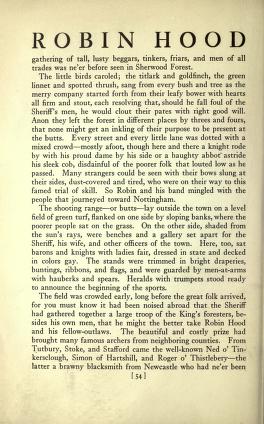 ROBIN HOOD
gathering of tall, lusty beggars, tinkers, friars, and men of all
trades was ne'er before seen in Sherwood Forest.
The little birds caroled; the titlark and goldfinch, the green
linnet and spotted thrush, sang from every bush and tree as the
merry company started forth from their leafy bower with hearts
all firm and stout, each resolving that, should he fall foul of the
Sheriff's men, he would clout their pates with right good will.
Anon they left the forest in different places by threes and fours,
that none might get an inkling of their purpose to be present at
the butts. Every street and every little lane was dotted with a
mixed crowd—mostly afoot, though here and there a knight rode
by with his proud dame by his side or a haughty abbot astride
his sleek cob, disdainful of the poorer folk that louted low as he
passed. Many strangers could be seen with their bows slung at
their sides, dust-covered and tired, who were on their way to this
famed trial of skill. So Robin and his band mingled with the
people that journeyed toward Nottingham.
The shooting range—or butts—lay outside the town on a level
field of green turf, flanked on one side by sloping banks, where the
poorer people sat on the grass. On the other side, shaded from
the sun's rays, were benches and a gallery set apart for the
Sheriff, his wife, and other officers of the town. Here, too, sat
barons and knights with ladies fair, dressed in state and decked
in colors gay. The stands were trimmed in bright draperies,
buntings, ribbons, and flags, and were guarded by men-at-arms
with hauberks and spears. Heralds with trumpets stood ready
to announce the beginning of the sports.
The field was crowded early, long before the great folk arrived,
for you must know it had been noised abroad that the Sheriff
had gathered together a large troop of the King's foresters, be-
sides his own men, that he might the better take Robin Hood
and his fellow-outlaws. The beautiful and costly prize had
brought many famous archers from neighboring counties. From
Tutbury, Stoke, and Stafford came the well-known Ned o' Tin-
kersclough, Simon of Hartshill, and Roger o' Thistlebery—the
latter a brawny blacksmith from Newcastle who had ne'er been
[54]